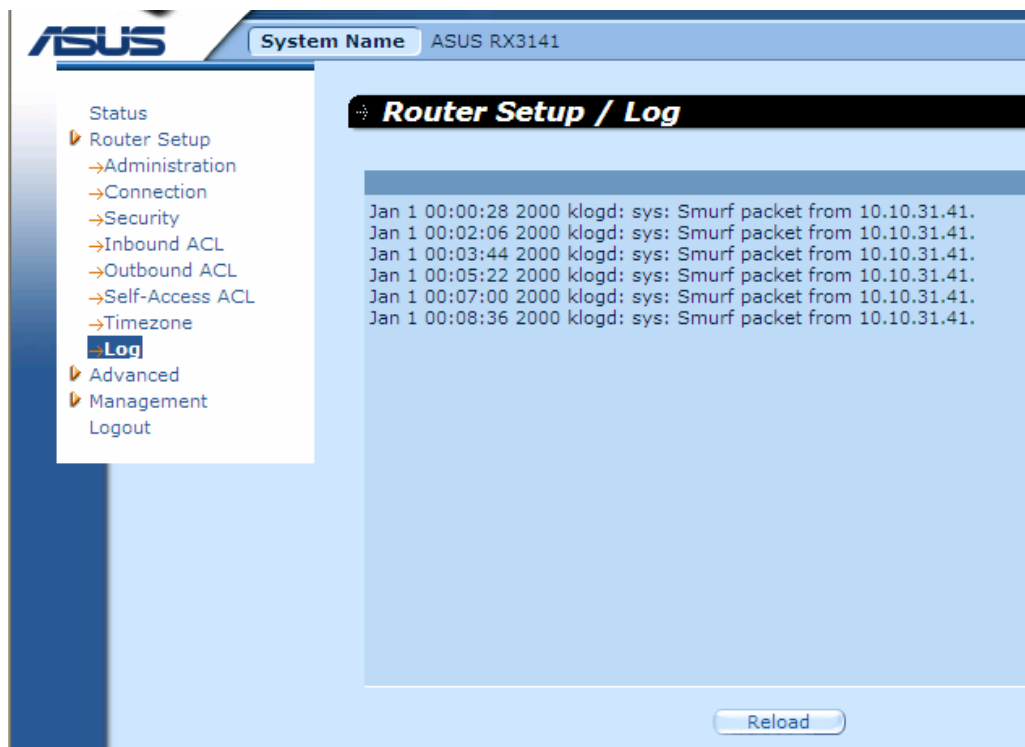 ASUS
System Name ASUS RX3141
Status
Router Setup
→Administration
→Connection
→Security
→Inbound ACL
→Outbound ACL
→Self-Access ACL
→Timezone
→Log
Advanced
Management
Logout
Router Setup / Log
Jan 1 00:00:28 2000 klogd: sys: Smurf packet from 10.10.31.41.
Jan 1 00:02:06 2000 klogd: sys: Smurf packet from 10.10.31.41.
Jan 1 00:03:44 2000 klogd: sys: Smurf packet from 10.10.31.41.
Jan 1 00:05:22 2000 klogd: sys: Smurf packet from 10.10.31.41.
Jan 1 00:07:00 2000 klogd: sys: Smurf packet from 10.10.31.41.
Jan 1 00:08:36 2000 klogd: sys: Smurf packet from 10.10.31.41.
Reload